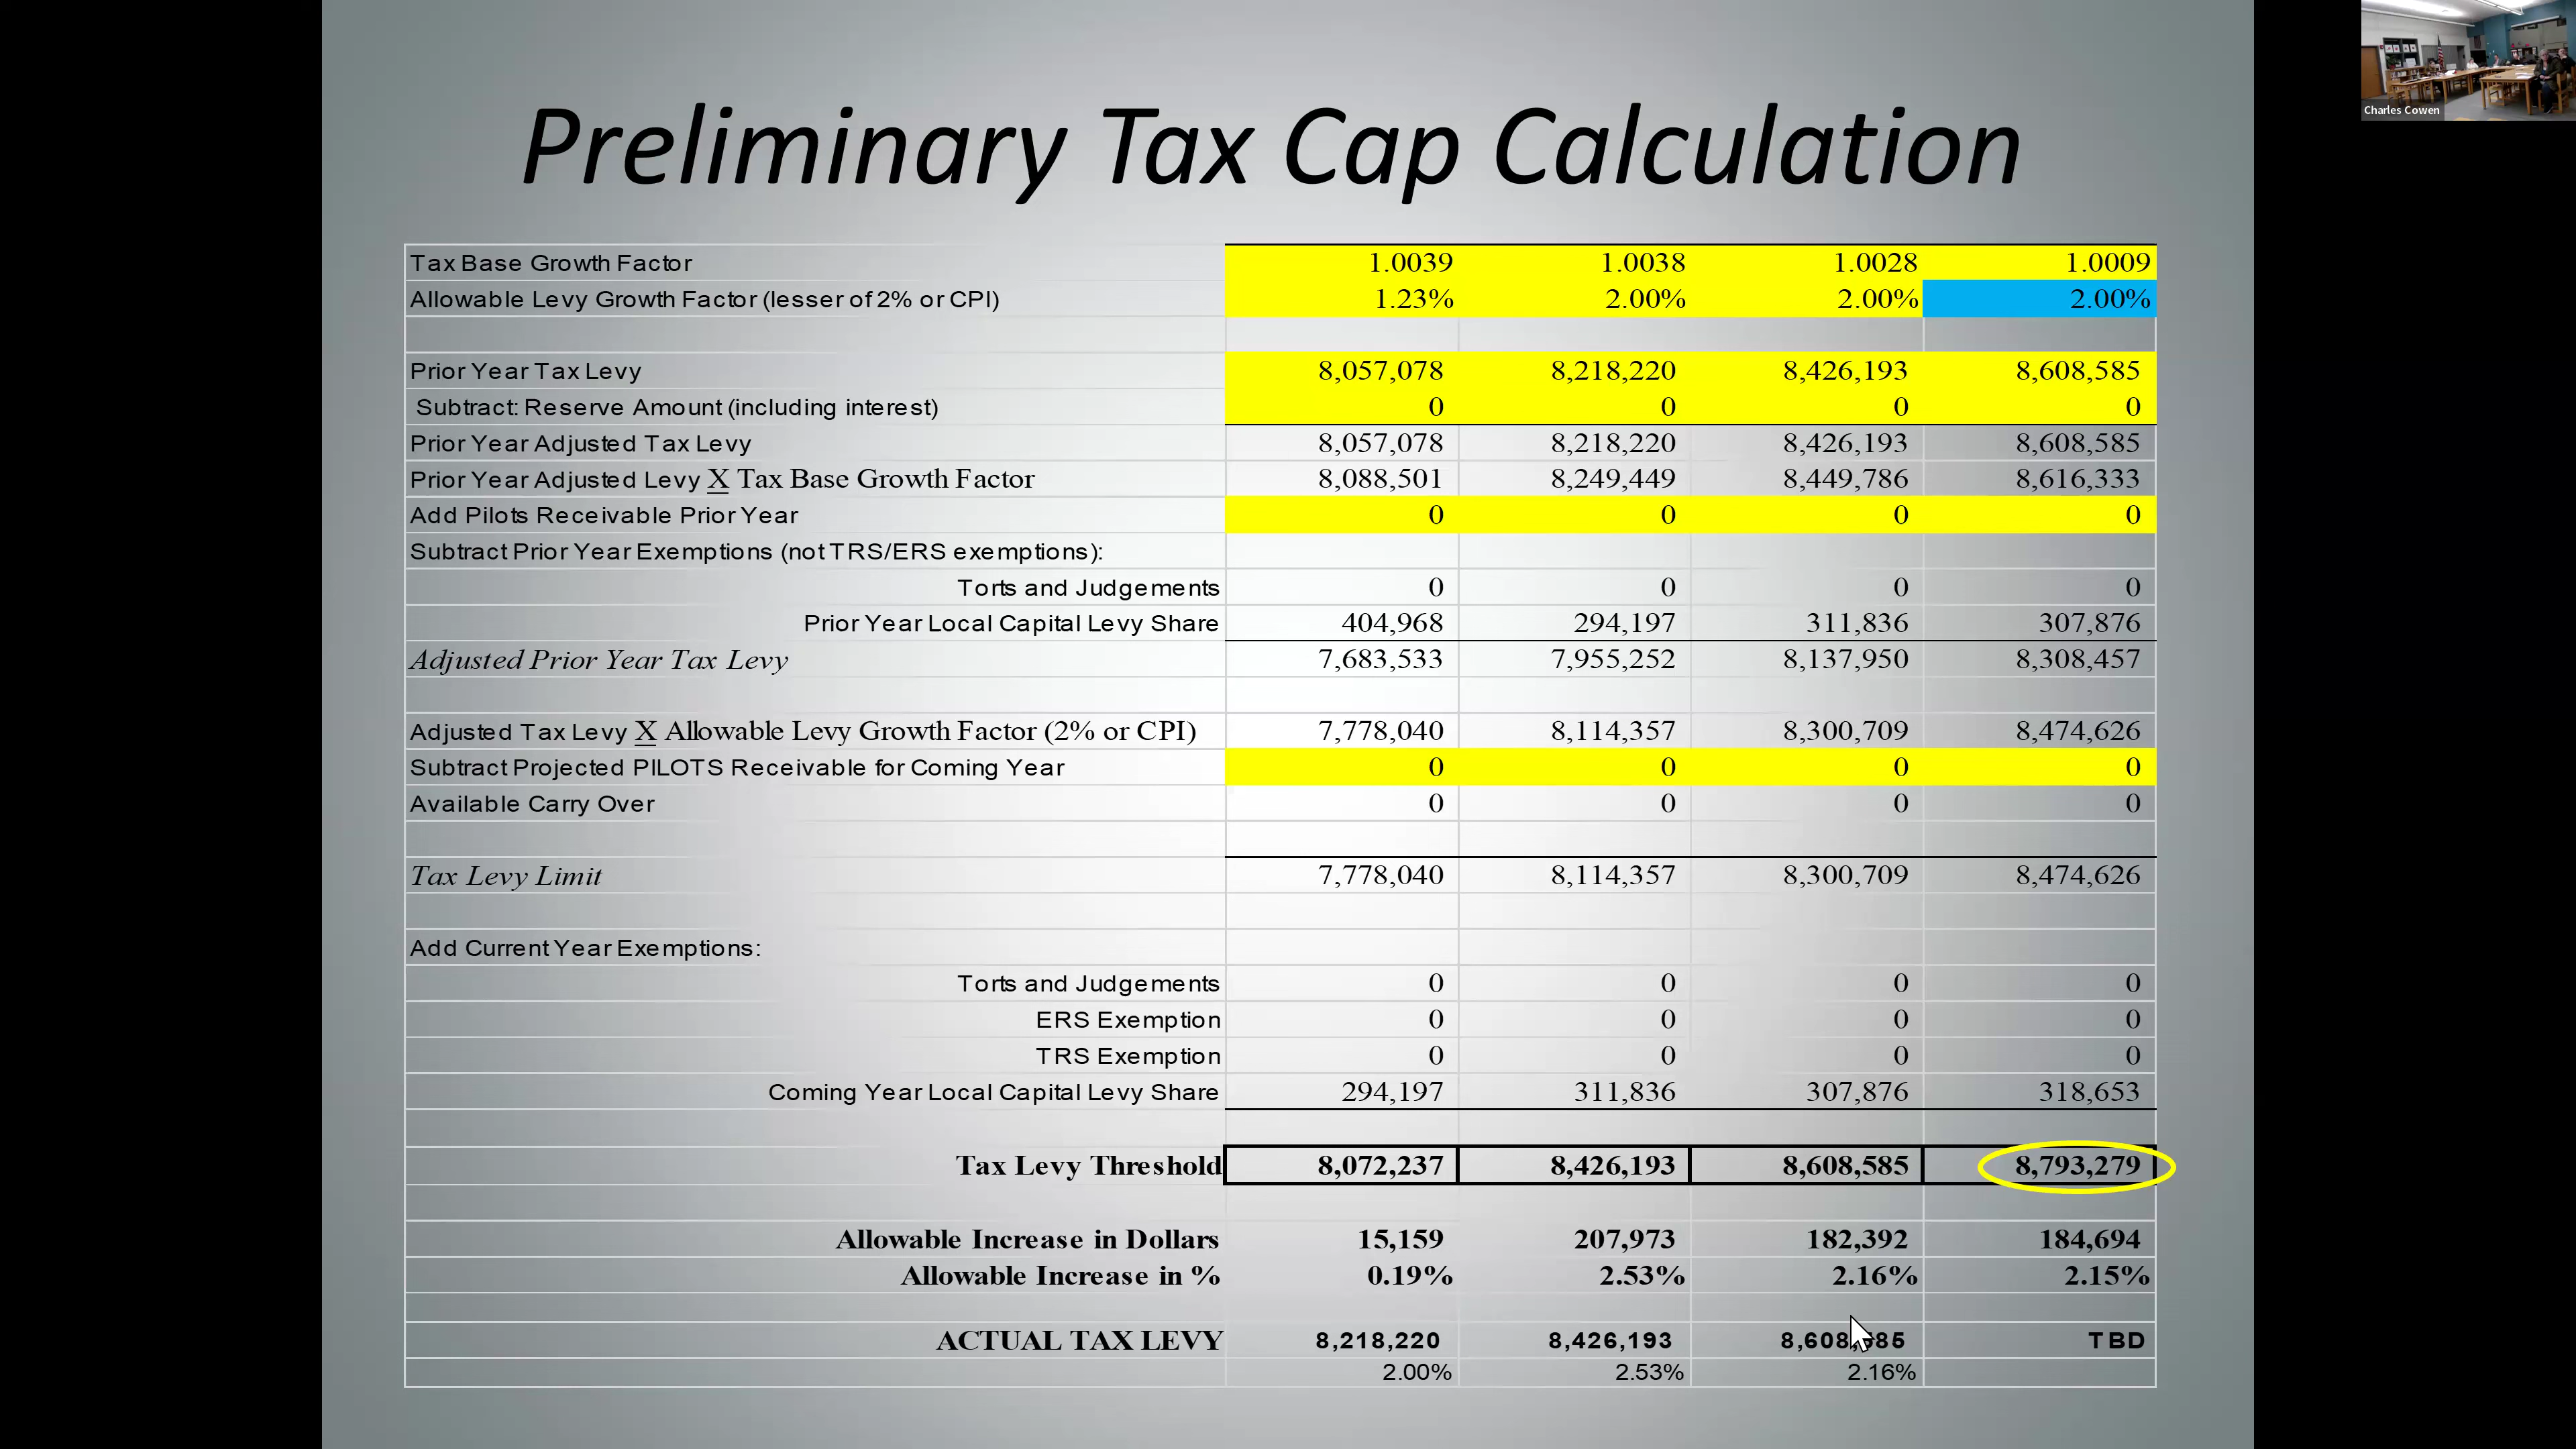 Preliminary Tax Cap Calculation
Charles Cowen
Tax Base Growth Factor 1.0039 1.0038 1.0028 1.0009
Allowable Levy Growth Factor (lesser of 2% or CPI) 1.23% 2.00% 2.00% 2.00%
Prior Year Tax Levy 8,057,078 8,218,220 8,426,193 8,608,585
Subtract: Reserve Amount (including interest) 0 0 0 0
Prior Year Adjusted Tax Levy 8,057,078 8,218,220 8,426,193 8,608,585
Prior Year Adjusted Levy X Tax Base Growth Factor 8,088,501 8,249,449 8,449,786 8,616,333
Add Pilots Receivable Prior Year 0 0 0 0
Subtract Prior Year Exemptions (not TRS/ERS exemptions):
Torts and Judgements 0 0 0 0
Prior Year Local Capital Levy Share 404,968 294,197 311,836 307,876
Adjusted Prior Year Tax Levy 7,683,533 7,955,252 8,137,950 8,308,457
Adjusted Tax Levy X Allowable Levy Growth Factor (2% or CPI) 7,778,040 8,114,357 8,300,709 8,474,626
Subtract Projected PILOTS Receivable for Coming Year 0 0 0 0
Available Carry Over 0 0 0 0
Tax Levy Limit 7,778,040 8,114,357 8,300,709 8,474,626
Add Current Year Exemptions:
Torts and Judgements 0 0 0 0
ERS Exemption 0 0 0 0
TRS Exemption 0 0 0 0
Coming Year Local Capital Levy Share 294,197 311,836 307,876 318,653
Tax Levy Threshold 8,072,237 8,426,193 8,608,585 8,793,279
Allowable Increase in Dollars 15,159 207,973 182,392 184,694
Allowable Increase in % 0.19% 2.53% 2.16% 2.15%
ACTUAL TAX LEVY 8,218,220 8,426,193 8,608,585 TBD
2.00% 2.53% 2.16%